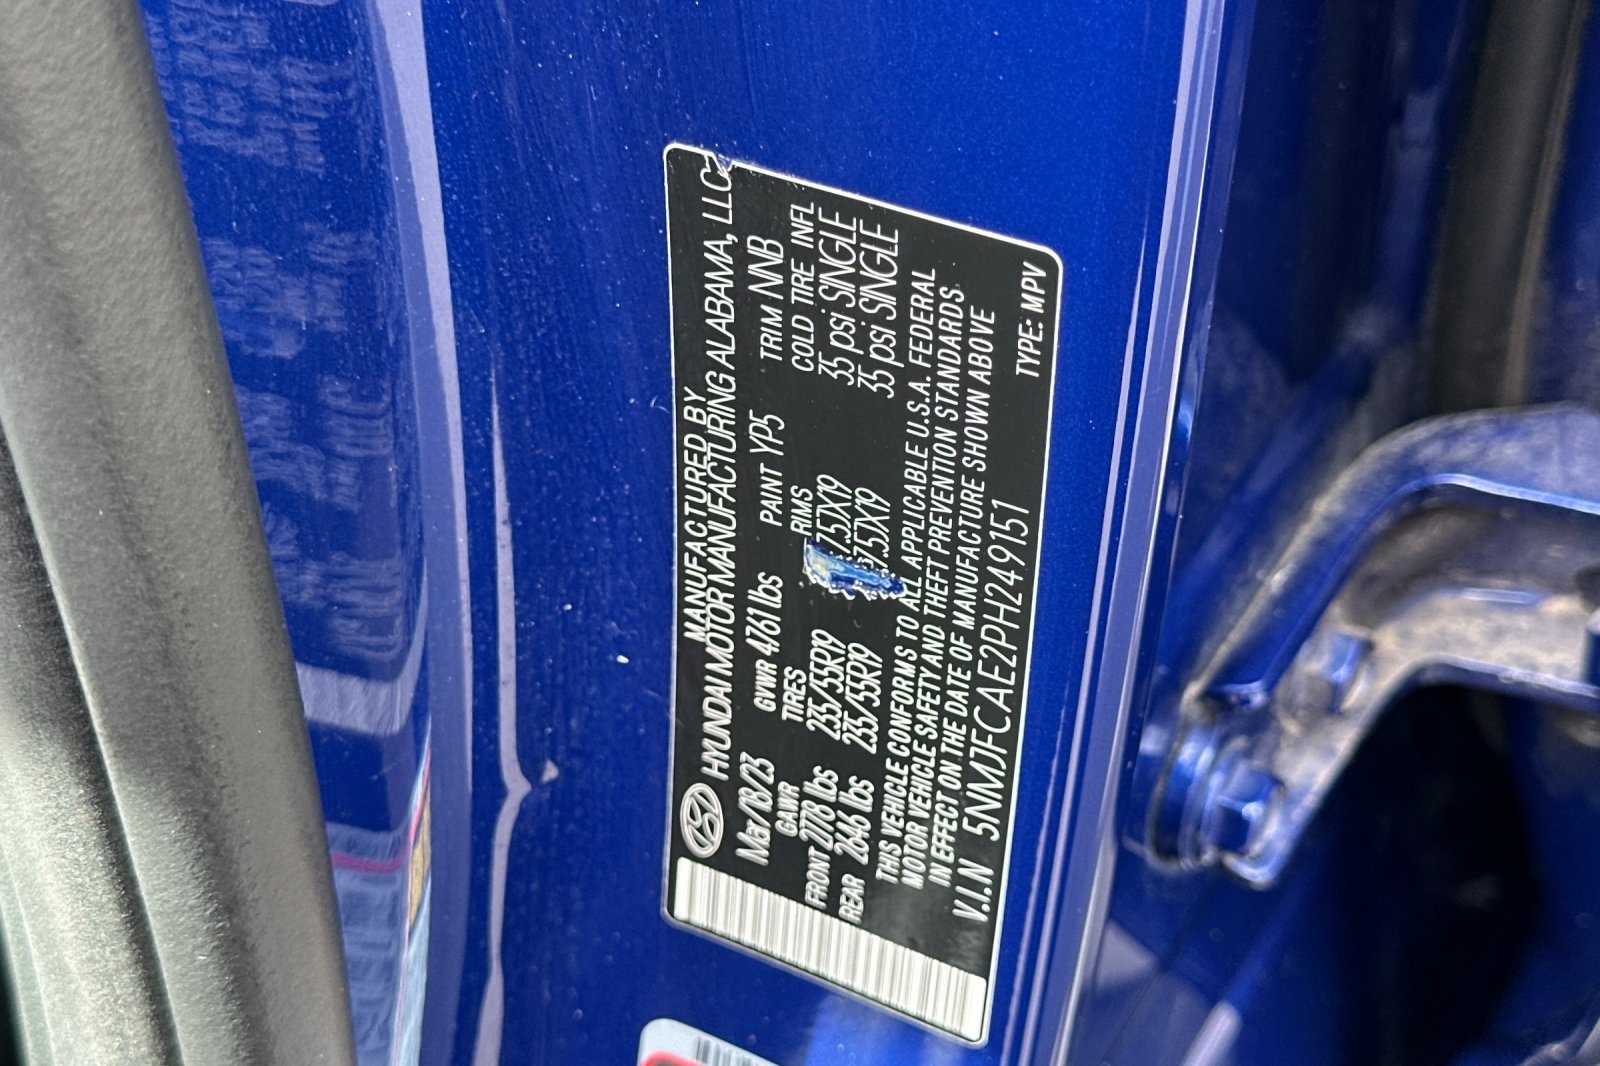 MANUFACTURED BY
HYUNDAI MOTOR MANUFACTURING ALABAMA, LLC
Mar/18/23 GVWR 4761 lbs PAINT YP5 TRIM NNB
GAWR TIRES RIMS COLD TIRE INFL
FRONT 2778 lbs 235/55R19 7.5JX19 35 psi SINGLE
REAR 2646 lbs 235/55R19 7.5JX19 35 psi SINGLE
THIS VEHICLE CONFORMS TO ALL APPLICABLE U.S.A. FEDERAL
MOTOR VEHICLE SAFETY AND THEFT PREVENTION STANDARDS
IN EFFECT ON THE DATE OF MANUFACTURE SHOWN ABOVE
V.I.N 5NMJFCAE2PH249151 TYPE: MPV